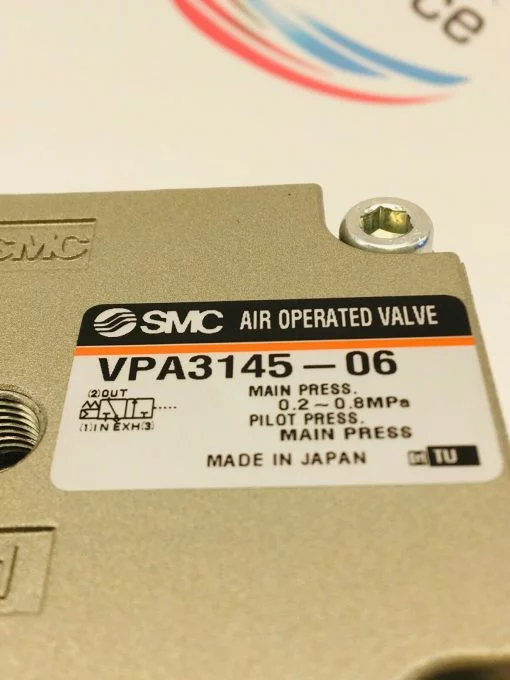 ce
SMC
SMC AIR OPERATED VALVE
VPA3145-06
(2)OUT
(1)IN EXH(3)
MAIN PRESS.
0.2~0.8MPa
PILOT PRESS.
MAIN PRESS
MADE IN JAPAN
TU